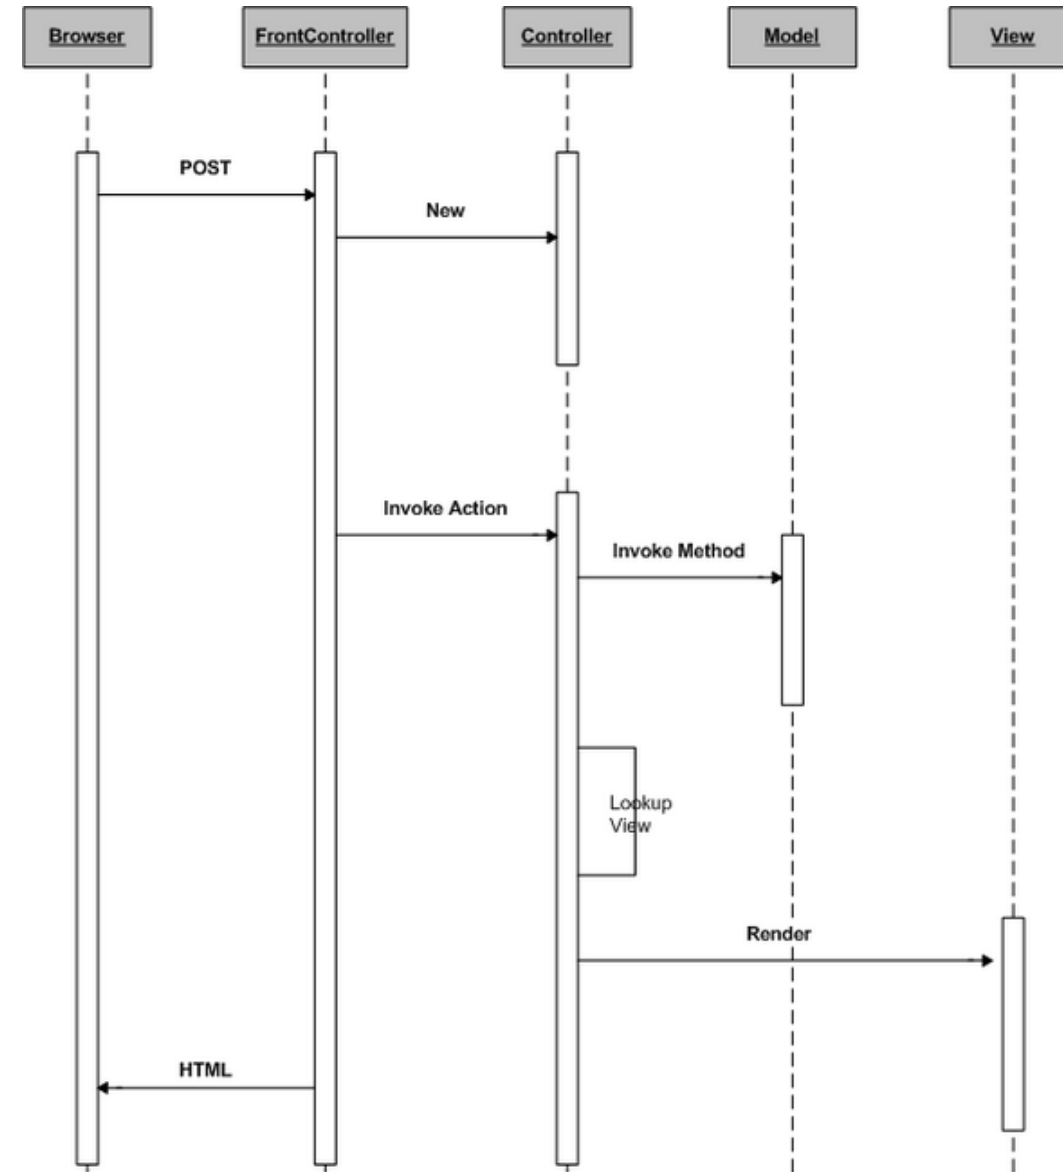 Browser
FrontController
Controller
Model
View
POST
New
Invoke Action
Invoke Method
Lookup
View
Render
HTML